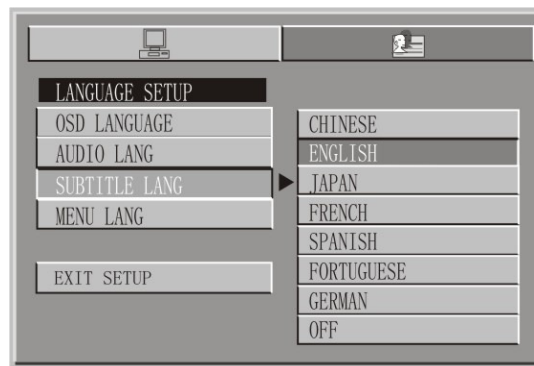 LANGUAGE SETUP
OSD LANGUAGE
AUDIO LANG
SUBTITLE LANG
MENU LANG
EXIT SETUP
CHINESE
ENGLISH
JAPAN
FRENCH
SPANISH
FORTUGUESE
GERMAN
OFF